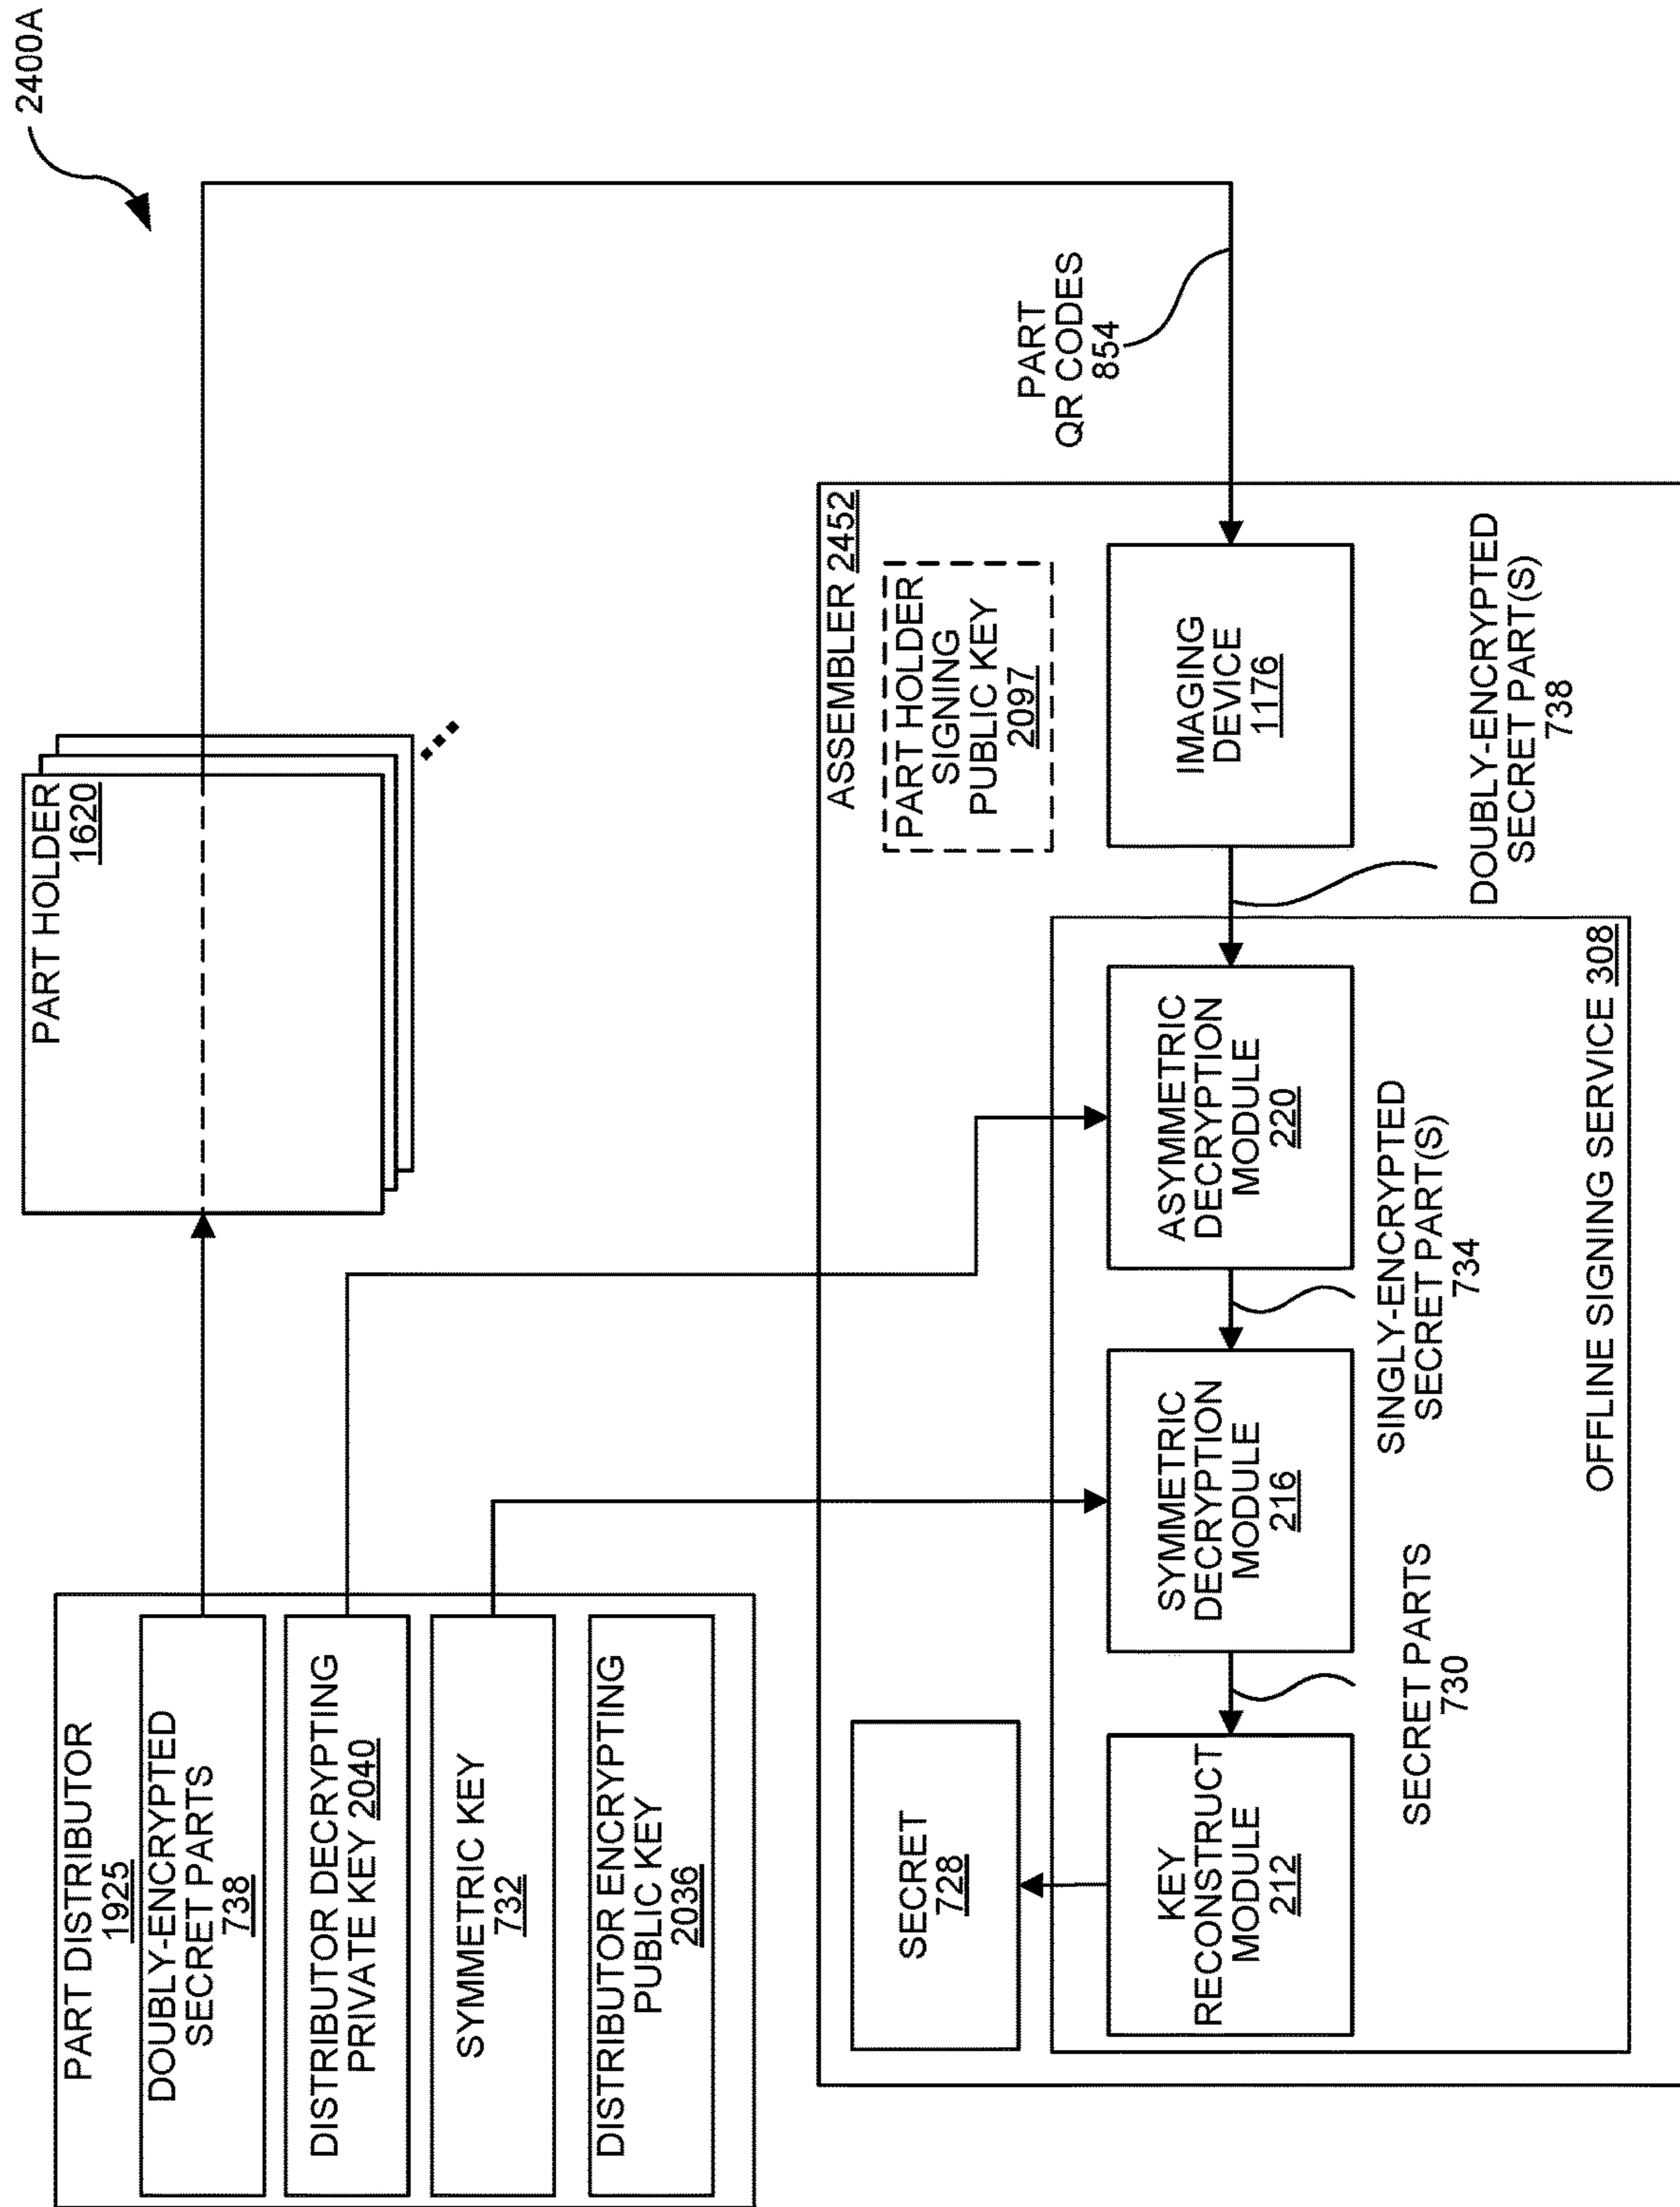 2400A
PART DISTRIBUTOR
1925
DOUBLY-ENCRYPTED
SECRET PARTS
738
DISTRIBUTOR DECRYPTING
PRIVATE KEY 2040
SYMMETRIC KEY
732
DISTRIBUTOR ENCRYPTING
PUBLIC KEY
2036
PART HOLDER
1620
PART
QR CODES
854
ASSEMBLER 2452
PART HOLDER
SIGNING
PUBLIC KEY
2097
SECRET
728
KEY
RECONSTRUCT
MODULE
212
SYMMETRIC
DECRYPTION
MODULE
216
ASYMMETRIC
DECRYPTION
MODULE
220
IMAGING
DEVICE
1176
SECRET PARTS
730
SINGLY-ENCRYPTED
SECRET PART(S)
734
DOUBLY-ENCRYPTED
SECRET PART(S)
738
OFFLINE SIGNING SERVICE 308